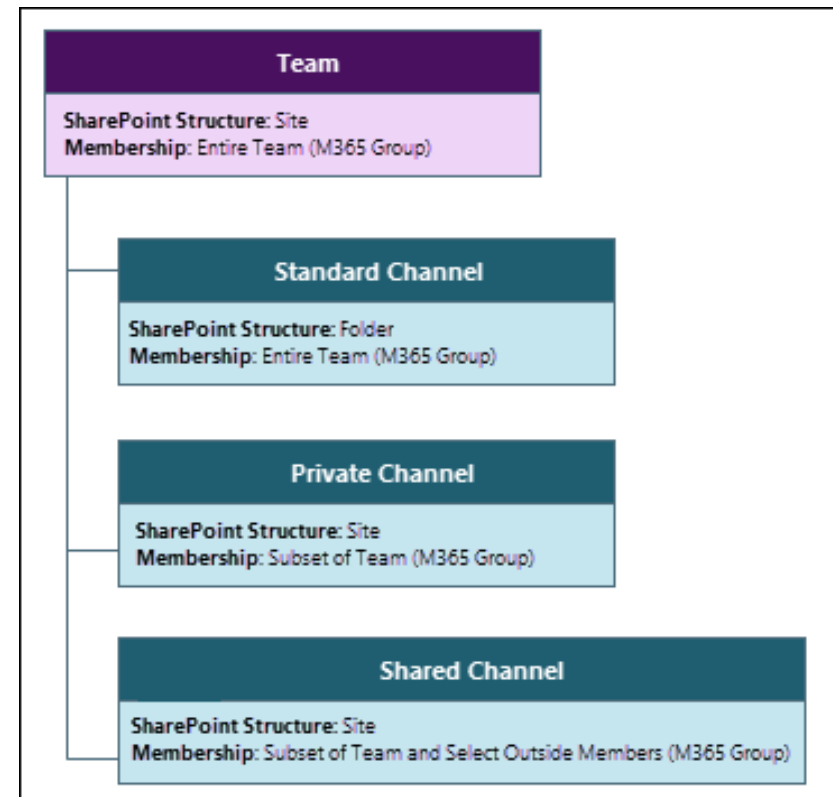 Team
SharePoint Structure: Site
Membership: Entire Team (M365 Group)
Standard Channel
SharePoint Structure: Folder
Membership: Entire Team (M365 Group)
Private Channel
SharePoint Structure: Site
Membership: Subset of Team (M365 Group)
Shared Channel
SharePoint Structure: Site
Membership: Subset of Team and Select Outside Members (M365 Group)